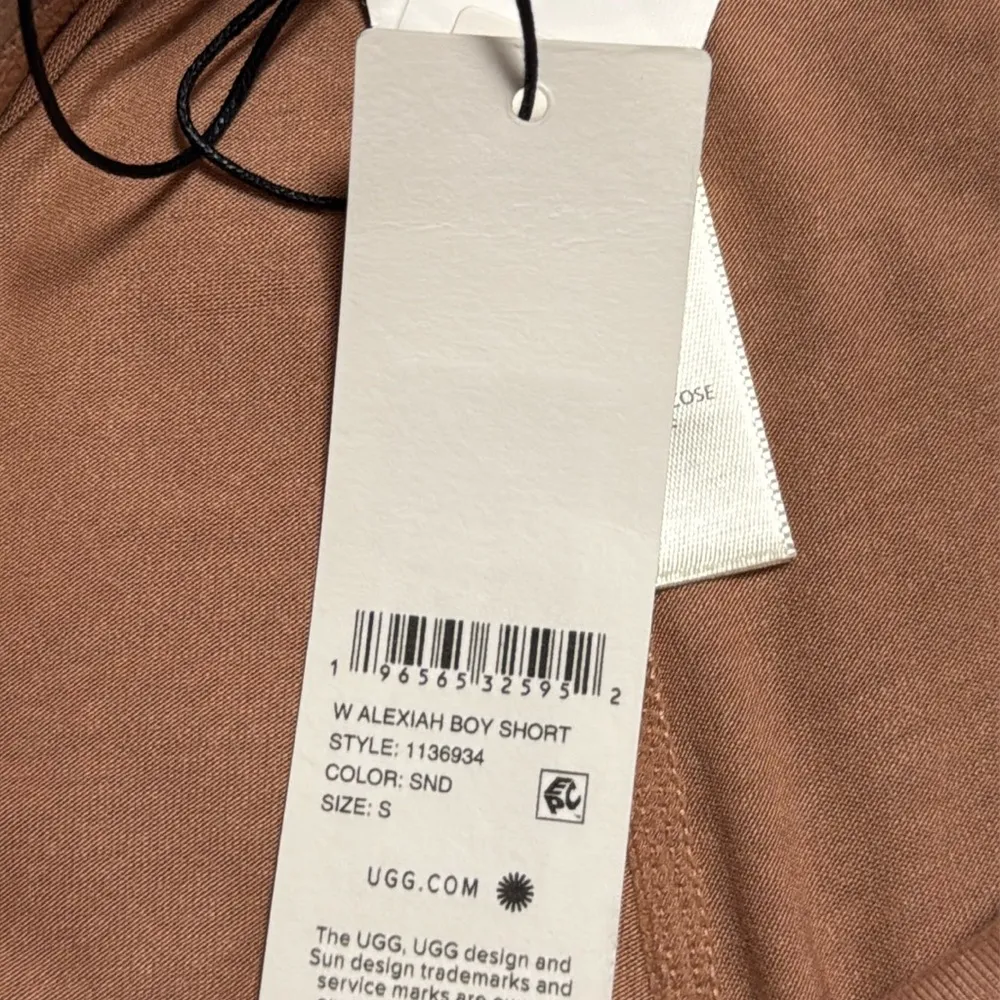 LOSE
1 96565 32595 2
W ALEXIAH BOY SHORT
STYLE: 1136934
COLOR: SND
SIZE: S
EPC
UGG.COM
The UGG, UGG design and
Sun design trademarks and
service marks are